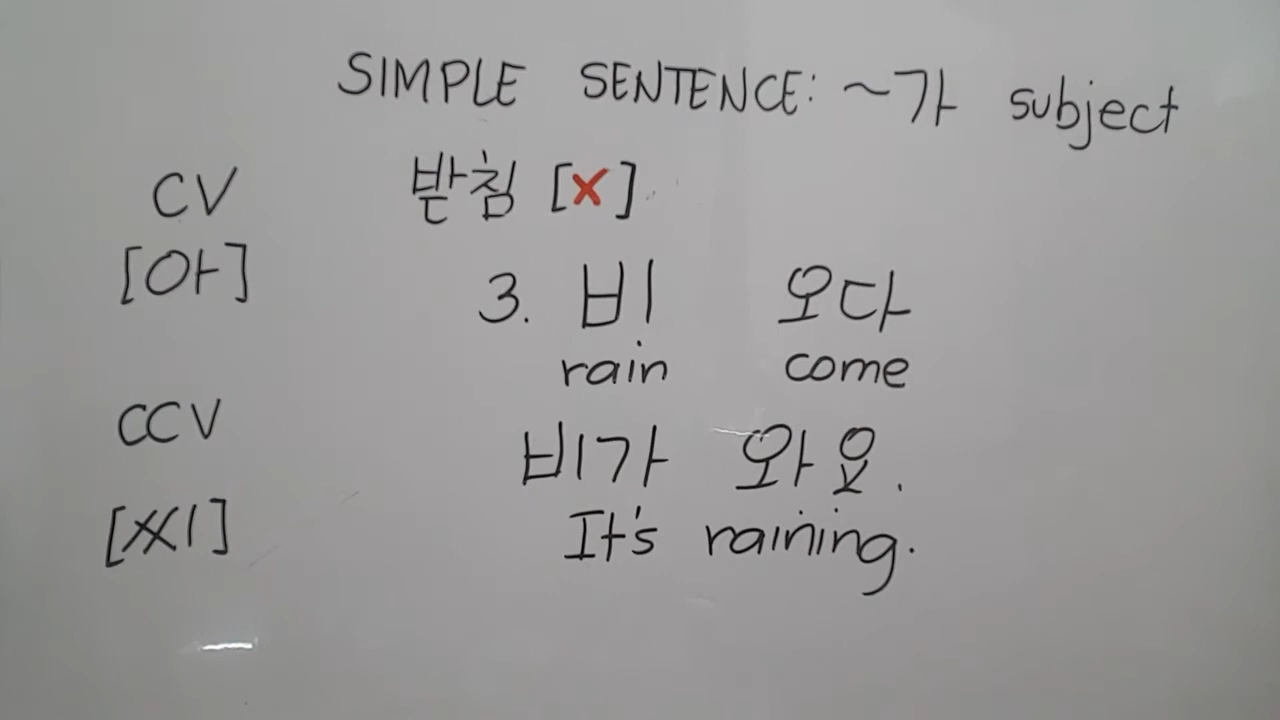 SIMPLE SENTENCE: ~가 subject
CV
[아]
CCV
[씨]
받침 [x]
3. 비 오다
rain come
비가 와요.
It's raining.